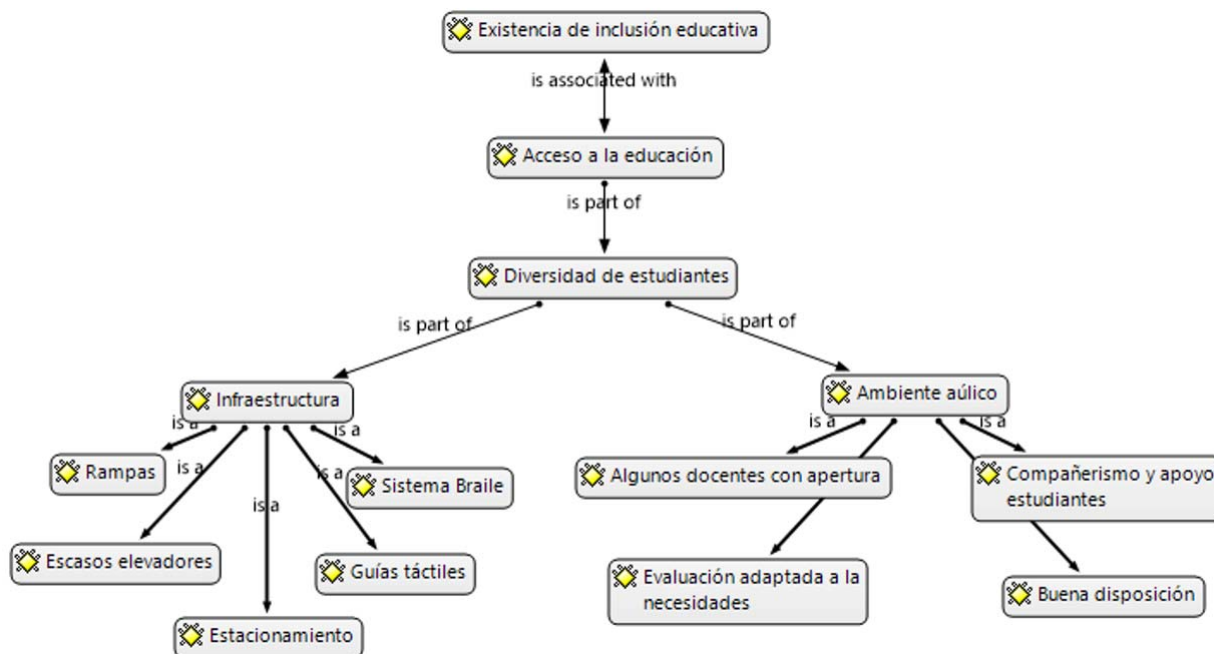 Existencia de inclusión educativa
is associated with
Acceso a la educación
is part of
Diversidad de estudiantes
is part of
is part of
Infraestructura
Ambiente aúlico
is a
is a
is a
is a
Rampas
is a
is a
Sistema Braile
Algunos docentes con apertura
Compañerismo y apoyo
estudiantes
is a
Escasos elevadores
Guías táctiles
Evaluación adaptada a la
necesidades
Buena disposición
Estacionamiento